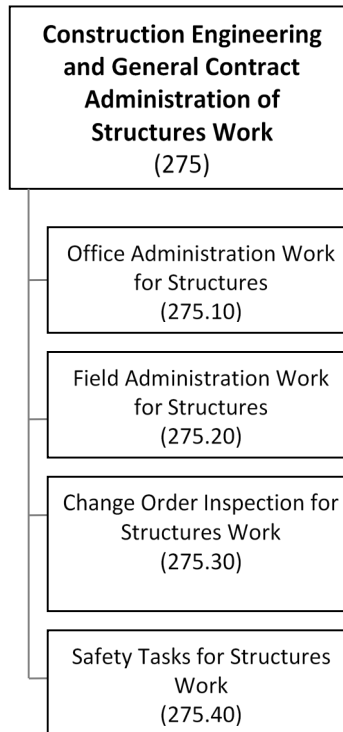 Construction Engineering
and General Contract
Administration of
Structures Work
(275)
Office Administration Work
for Structures
(275.10)
Field Administration Work
for Structures
(275.20)
Change Order Inspection for
Structures Work
(275.30)
Safety Tasks for Structures
Work
(275.40)